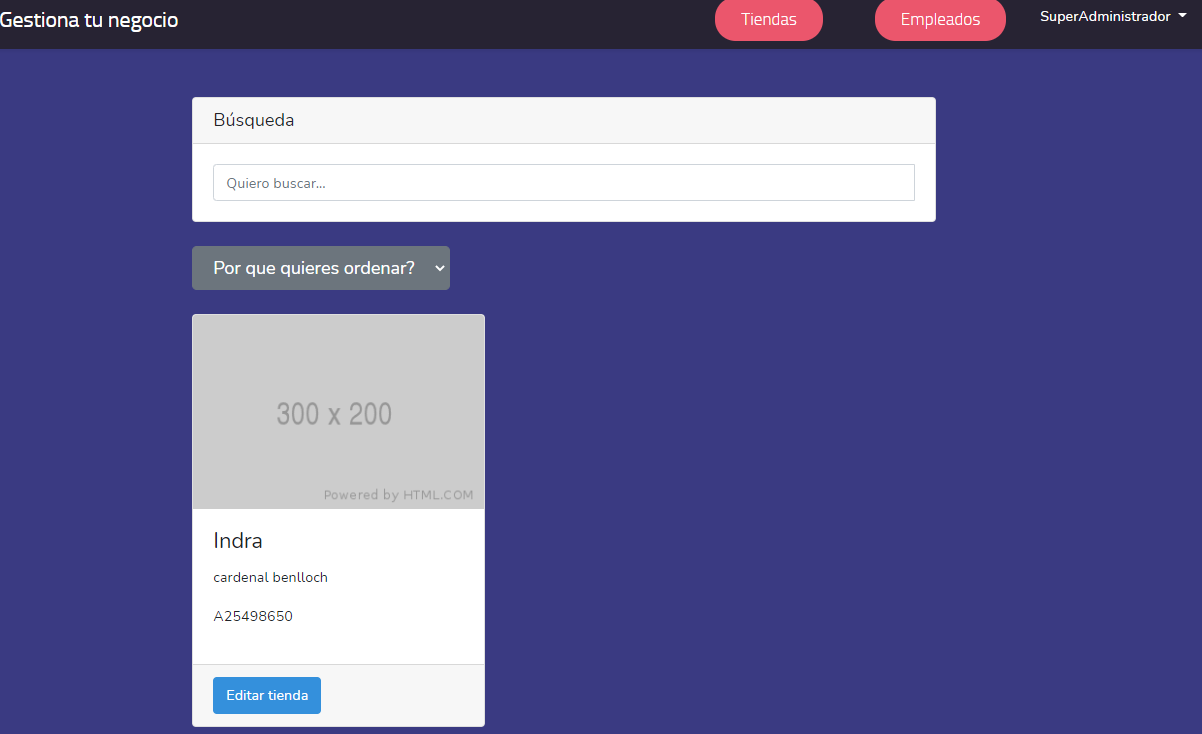 Gestiona tu negocio
Tiendas
Empleados
SuperAdministrador
Búsqueda
Quiero buscar...
Por que quieres ordenar?
300 x 200
Powered by HTML.COM
Indra
cardenal benlloch
A25498650
Editar tienda